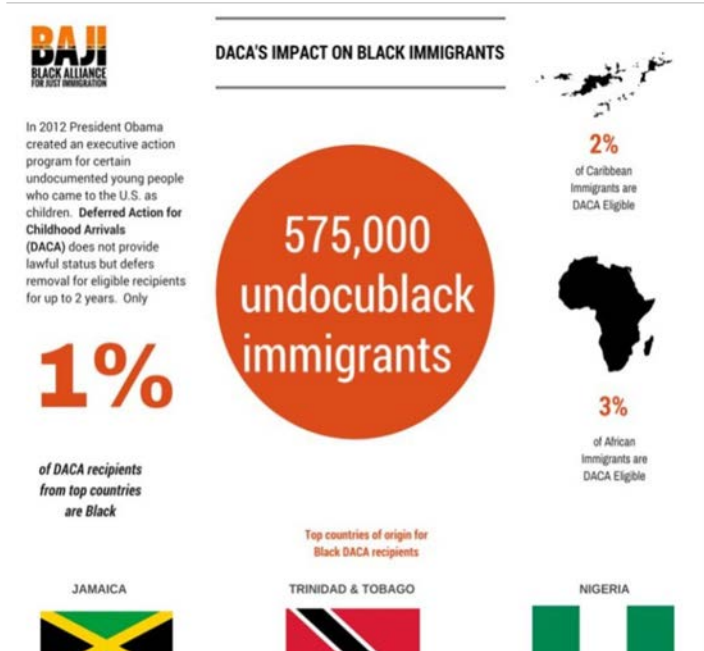 BAJI
BLACK ALLIANCE
FOR JUST IMMIGRATION
DACA'S IMPACT ON BLACK IMMIGRANTS
In 2012 President Obama
created an executive action
program for certain
undocumented young people
who came to the U.S. as
children. Deferred Action for
Childhood Arrivals
(DACA) does not provide
lawful status but defers
removal for eligible recipients
for up to 2 years. Only
1%
of DACA recipients
from top countries
are Black
575,000
undocublack
immigrants
2%
of Caribbean
Immigrants are
DACA Eligible
3%
of African
Immigrants are
DACA Eligible
Top countries of origin for
Black DACA recipients
JAMAICA
TRINIDAD & TOBAGO
NIGERIA